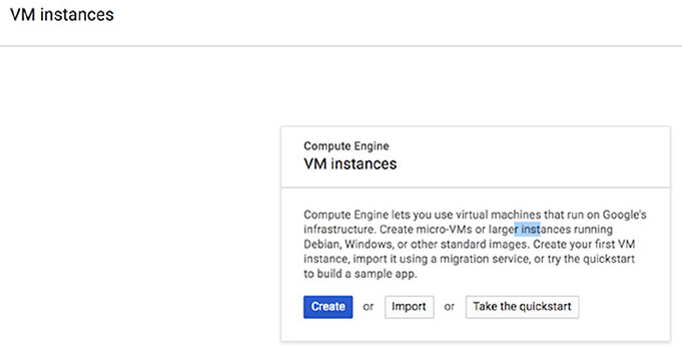 VM instances
Compute Engine
VM instances
Compute Engine lets you use virtual machines that run on Google's
infrastructure. Create micro-VMs or larger instances running
Debian, Windows, or other standard images. Create your first VM
instance, import it using a migration service, or try the quickstart
to build a sample app.
Create or Import or Take the quickstart